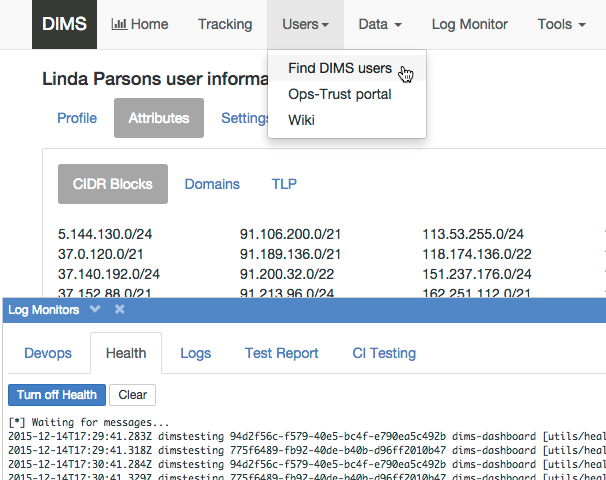 DIMS Home Tracking Users Data Log Monitor Tools
Find DIMS users
Linda Parsons user informa
Ops-Trust portal
Profile Attributes Settings
Wiki
CIDR Blocks Domains TLP
5.144.130.0/24 91.106.200.0/21 113.53.255.0/24
37.0.120.0/21 91.189.136.0/21 118.174.136.0/22
37.140.192.0/24 91.200.32.0/22 151.237.176.0/24
37.152.88.0/21 91.213.96.0/24 162.251.112.0/21
Log Monitors
Devops Health Logs Test Report CI Testing
Turn off Health Clear
[*] Waiting for messages...
2015-12-14T17:29:41.283Z dimstesting 94d2f56c-f579-40e5-bc4f-e790ea5c492b dims-dashboard [utils/heal
2015-12-14T17:29:41.318Z dimstesting 775f6489-fb92-40de-b40b-d96ff2010b47 dims-dashboard [utils/heal
2015-12-14T17:30:41.284Z dimstesting 94d2f56c-f579-40e5-bc4f-e790ea5c492b dims-dashboard [utils/heal
2015-12-14T17:30:41.329Z dimstesting 775f6489-fb92-40de-b40b-d96ff2010b47 dims-dashboard [utils/heal